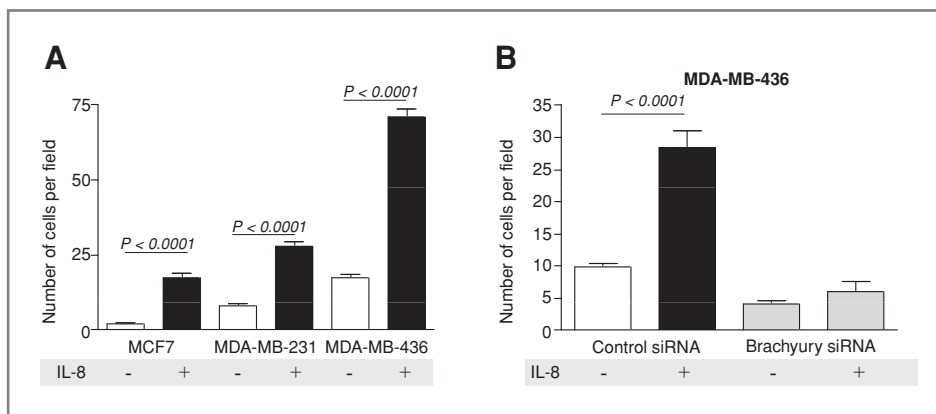 A
P < 0.0001
75
50
25
0
Number of cells per field
P < 0.0001
P < 0.0001
MCF7 MDA-MB-231 MDA-MB-436
IL-8 - + - + - +
B
MDA-MB-436
P < 0.0001
35
30
25
20
15
10
5
0
Number of cells per field
Control siRNA Brachyury siRNA
IL-8 - + - +